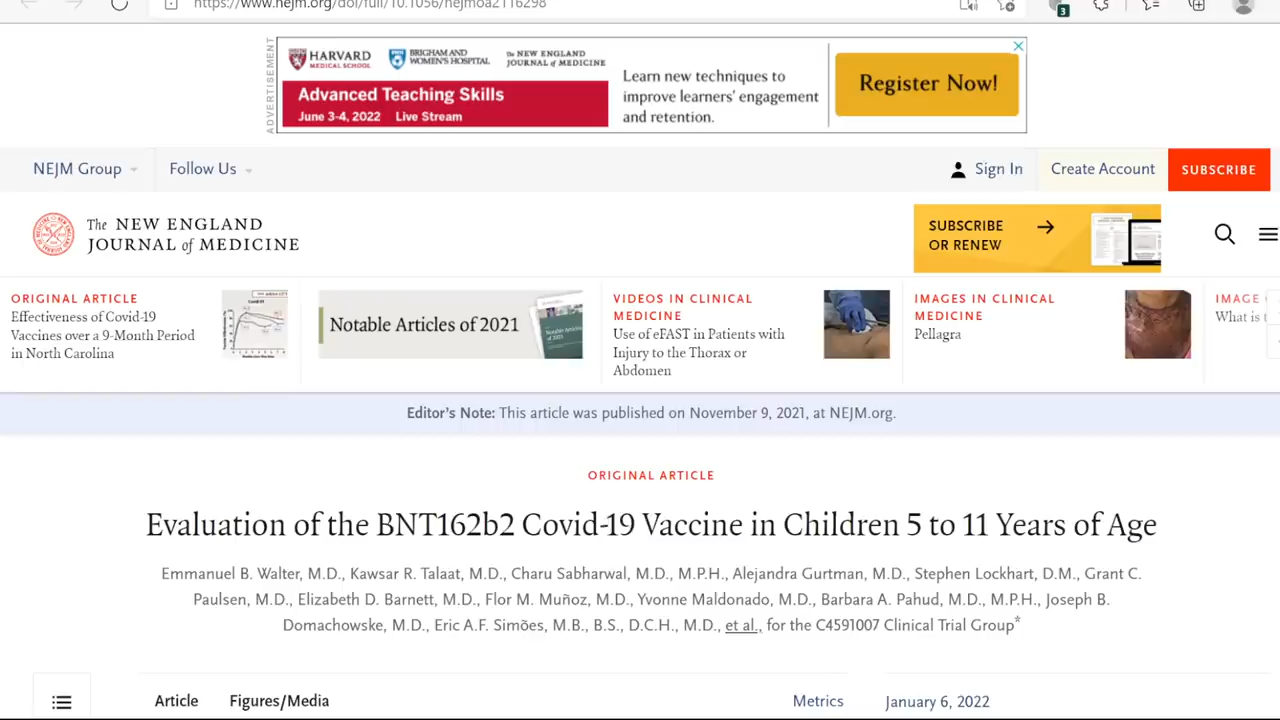 https://www.nejm.org/doi/full/10.1056/nejmoa2116298
3
ADVERTISEMENT
HARVARD
MEDICAL SCHOOL
BRIGHAM AND
WOMEN'S HOSPITAL
The NEW ENGLAND
JOURNAL of MEDICINE
Advanced Teaching Skills
June 3-4, 2022 Live Stream
Learn new techniques to
improve learners' engagement
and retention.
Register Now!
NEJM Group
Follow Us
Sign In
Create Account
SUBSCRIBE
The NEW ENGLAND
JOURNAL of MEDICINE
SUBSCRIBE
OR RENEW
ORIGINAL ARTICLE
Effectiveness of Covid-19
Vaccines over a 9-Month Period
in North Carolina
Notable Articles of 2021
VIDEOS IN CLINICAL
MEDICINE
Use of eFAST in Patients with
Injury to the Thorax or
Abdomen
IMAGES IN CLINICAL
MEDICINE
Pellagra
IMAGE
What is t
Editor's Note: This article was published on November 9, 2021, at NEJM.org.
ORIGINAL ARTICLE
Evaluation of the BNT162b2 Covid-19 Vaccine in Children 5 to 11 Years of Age
Emmanuel B. Walter, M.D., Kawsar R. Talaat, M.D., Charu Sabharwal, M.D., M.P.H., Alejandra Gurtman, M.D., Stephen Lockhart, D.M., Grant C.
Paulsen, M.D., Elizabeth D. Barnett, M.D., Flor M. Muñoz, M.D., Yvonne Maldonado, M.D., Barbara A. Pahud, M.D., M.P.H., Joseph B.
Domachowske, M.D., Eric A.F. Simões, M.B., B.S., D.C.H., M.D., et al., for the C4591007 Clinical Trial Group*
Article Figures/Media Metrics January 6, 2022